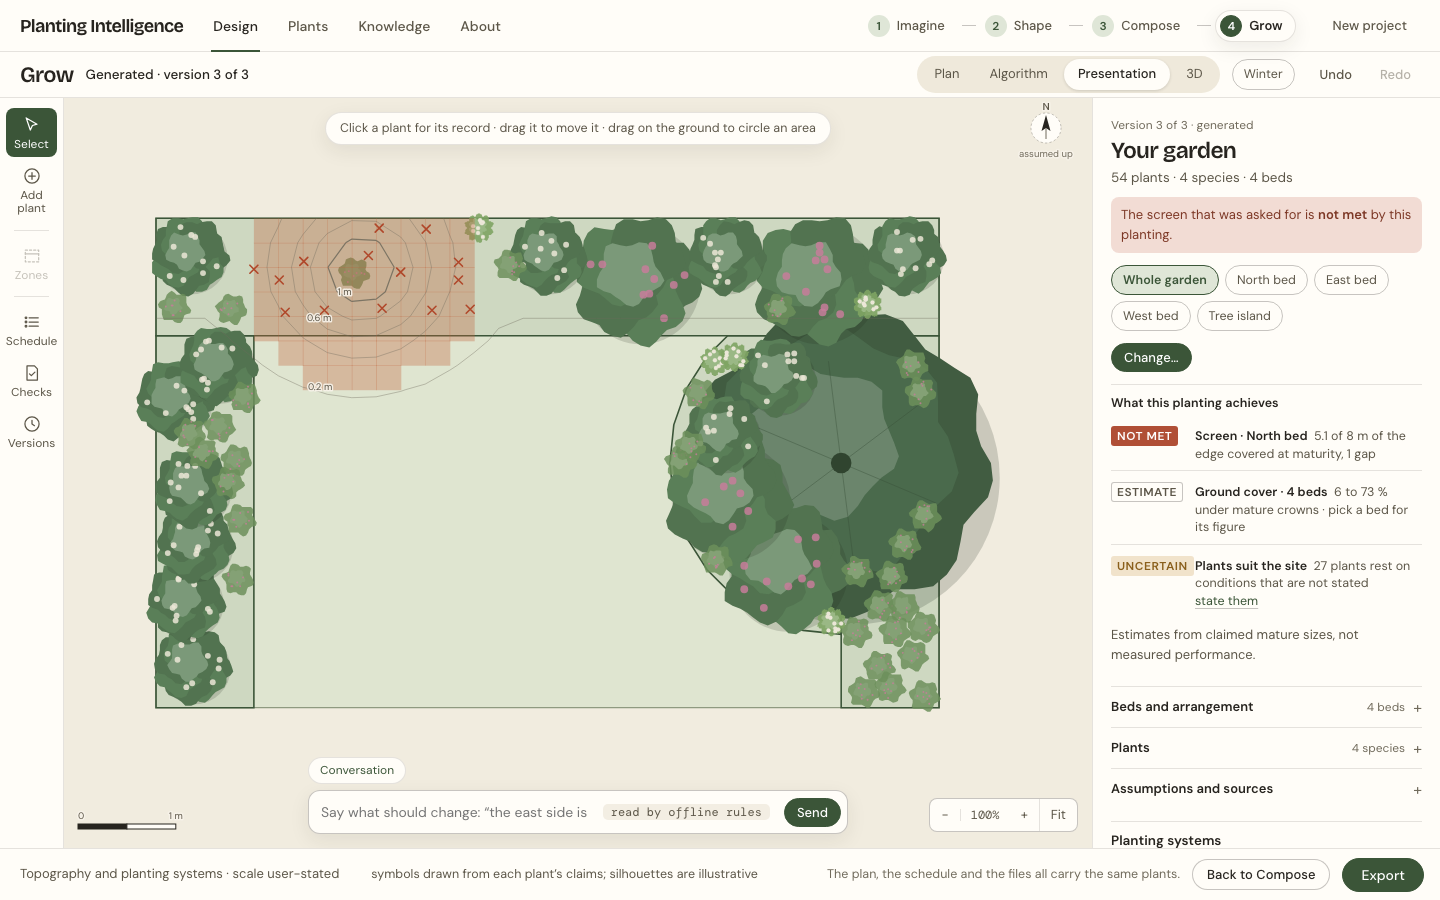 Planting Intelligence
Design
Plants
Knowledge
About
1 Imagine
2 Shape
3 Compose
4 Grow
New project
Grow
Generated · version 3 of 3
Plan
Algorithm
Presentation
3D
Winter
Undo
Redo
Select
Add
plant
Zones
Schedule
Checks
Versions
Click a plant for its record · drag it to move it · drag on the ground to circle an area
N
assumed up
1 m
0.6 m
0.2 m
Conversation
Say what should change: “the east side is
read by offline rules
Send
0 1 m
− 100% + Fit
Version 3 of 3 · generated
Your garden
54 plants · 4 species · 4 beds
The screen that was asked for is not met by this
planting.
Whole garden
North bed
East bed
West bed
Tree island
Change…
What this planting achieves
NOT MET
Screen · North bed 5.1 of 8 m of the
edge covered at maturity, 1 gap
ESTIMATE
Ground cover · 4 beds 6 to 73 %
under mature crowns · pick a bed for
its figure
UNCERTAIN
Plants suit the site 27 plants rest on
conditions that are not stated
state them
Estimates from claimed mature sizes, not
measured performance.
Beds and arrangement 4 beds +
Plants 4 species +
Assumptions and sources +
Planting systems
Topography and planting systems · scale user-stated
symbols drawn from each plant’s claims; silhouettes are illustrative
The plan, the schedule and the files all carry the same plants.
Back to Compose
Export